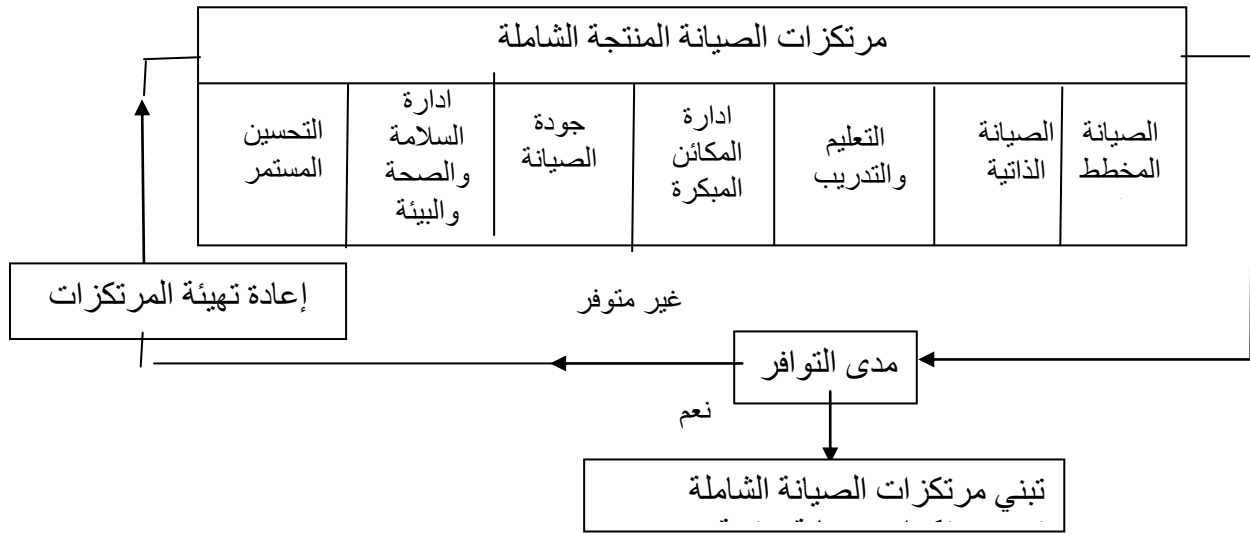 مرتكزات الصيانة المنتجة الشاملة
الصيانة
المخطط
الصيانة
الذاتية
التعليم
والتدريب
ادارة
المكائن
المبكرة
جودة
الصيانة
ادارة
السلامة
والصحة
والبيئة
التحسين
المستمر
إعادة تهيئة المرتكزات
غير متوفر
مدى التوافر
نعم
تبني مرتكزات الصيانة الشاملة